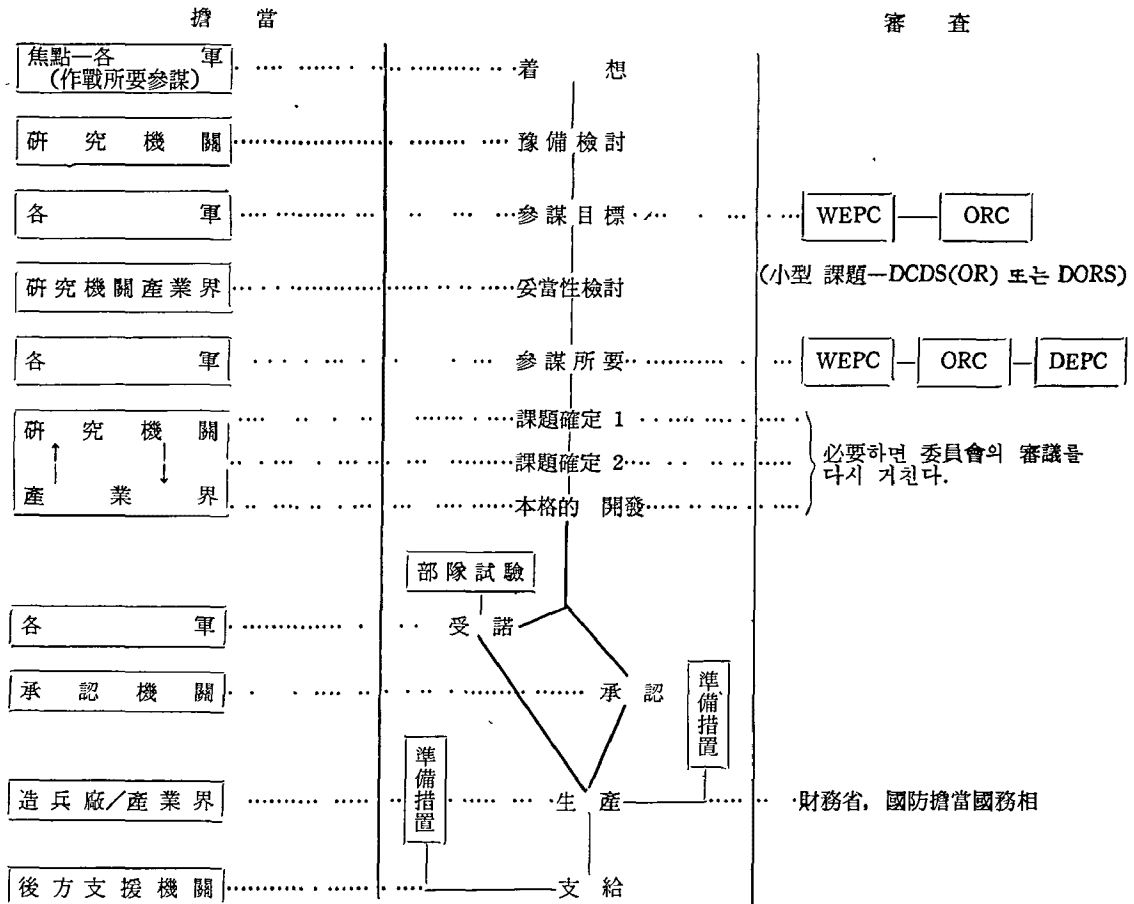 擔當 審査
焦點—各軍 着想
(作戰所要參謀)
硏究機關 豫備檢討
各軍 參謀目標 WEPC ORC
硏究機關產業界 妥當性檢討 (小型 課題—DCDS(OR) 또는 DORS)
各軍 參謀所要 WEPC ORC DEPC
硏究機關 課題確定 1
課題確定 2 必要하면 委員會의 審議를
다시 거친다.
產業界 本格的 開發
部隊試驗
各軍 受諾
承認機關 承認 準備措置
準備措置
造兵廠/產業界 生產 財務省, 國防擔當國務相
後方支援機關 支給